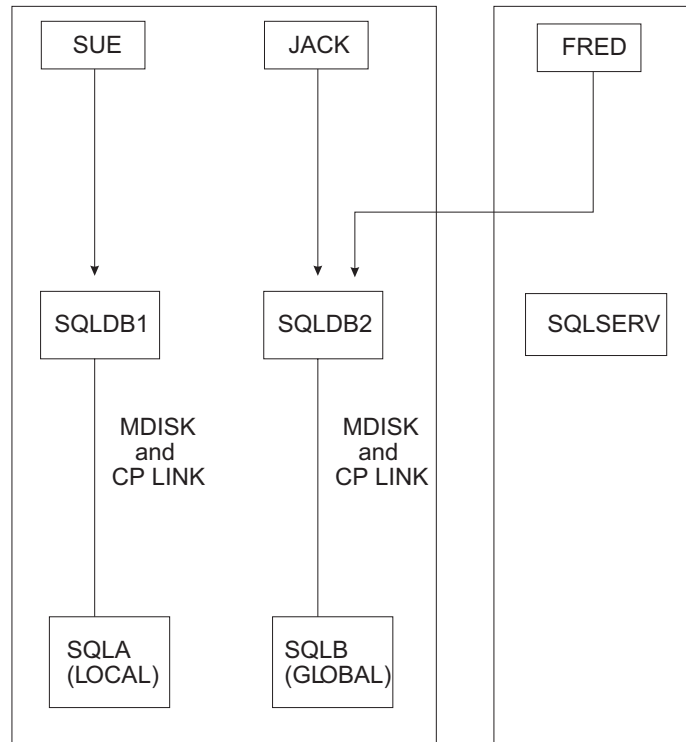 SUE
JACK
FRED
SQLDB1
SQLDB2
SQLSERV
MDISK
and
CP LINK
MDISK
and
CP LINK
SQLA
(LOCAL)
SQLB
(GLOBAL)